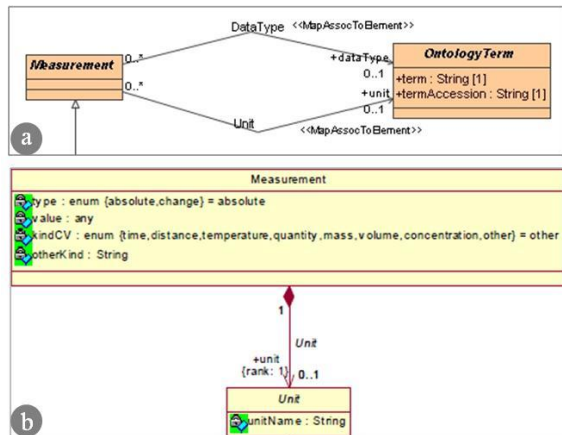 DataType <<MapAssocToElement>>
Measurement
0..*
0..*
+dataType
0..1
+unit
0..1
OntologyTerm
+term : String [1]
+termAccession : String [1]
Unit
<<MapAssocToElement>>
a
Measurement
type : enum {absolute,change} = absolute
value : any
kindCV : enum {time,distance,temperature,quantity,mass,volume,concentration,other} = other
otherKind : String
1
Unit
+unit
{rank: 1}
0..1
Unit
unitName : String
b